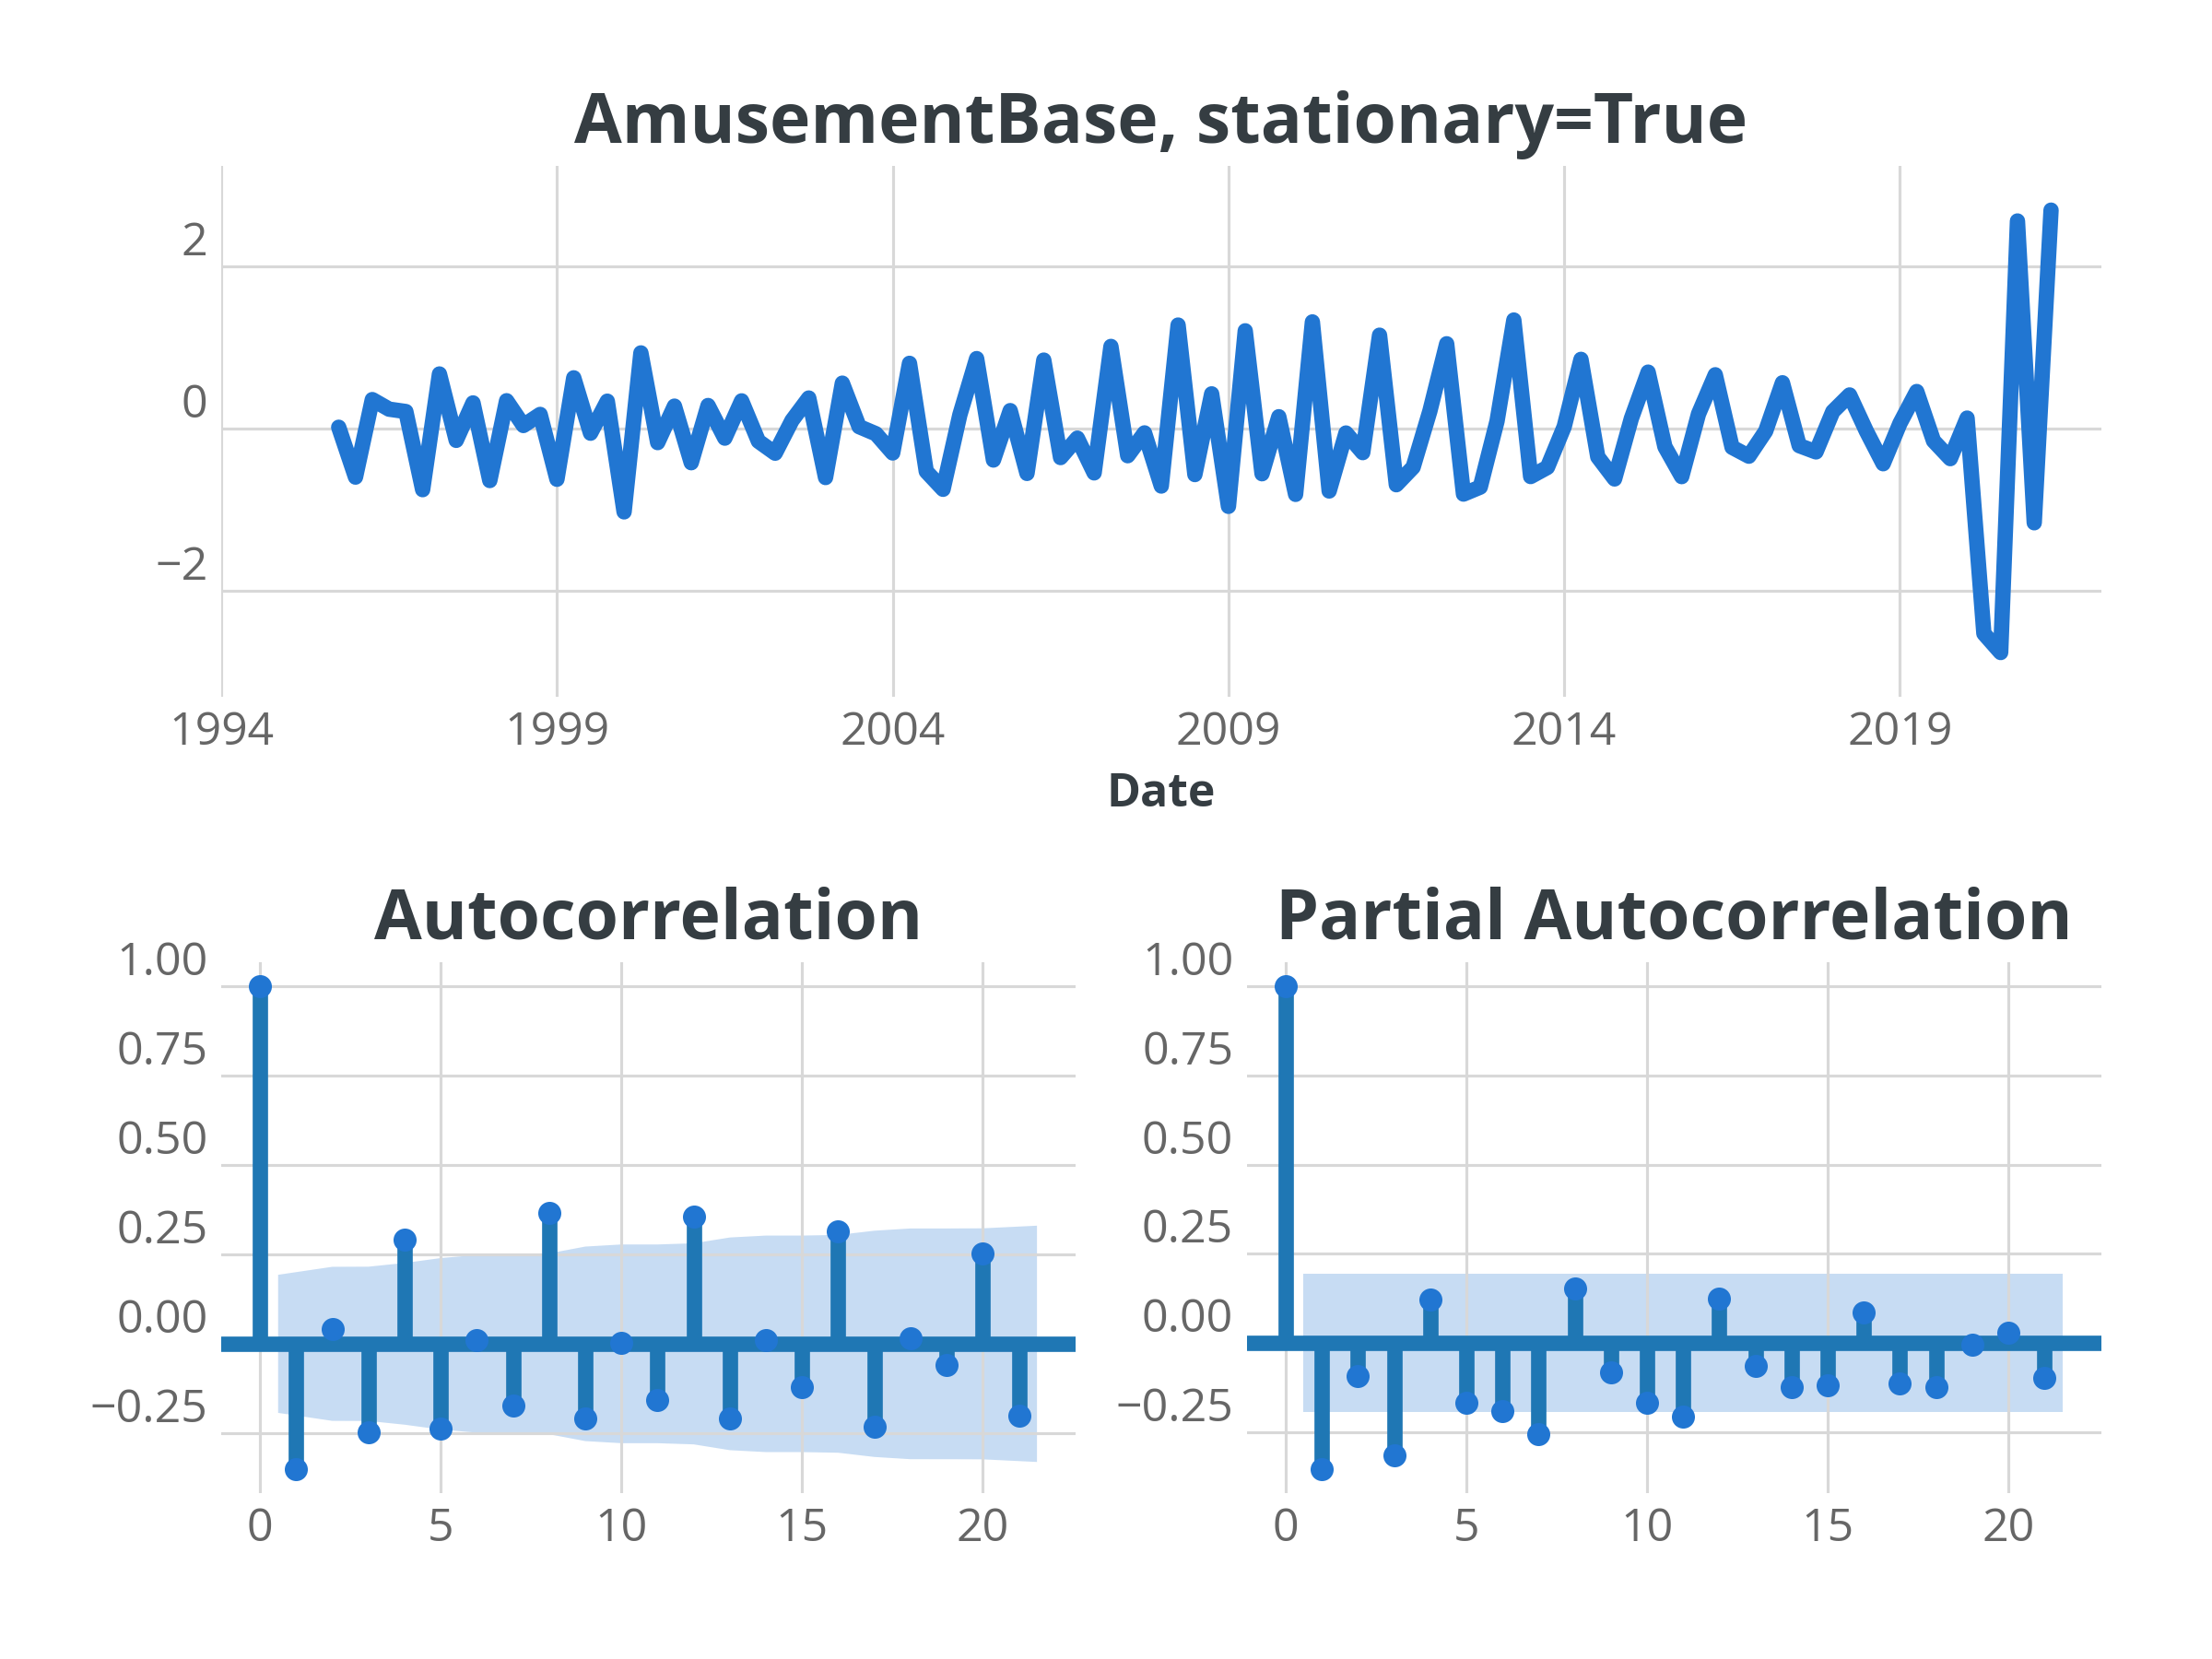 AmusementBase, stationary=True
2
0
−2
1994 1999 2004 2009 2014 2019
Date
Autocorrelation
1.00
0.75
0.50
0.25
0.00
−0.25
0 5 10 15 20
Partial Autocorrelation
1.00
0.75
0.50
0.25
0.00
−0.25
0 5 10 15 20